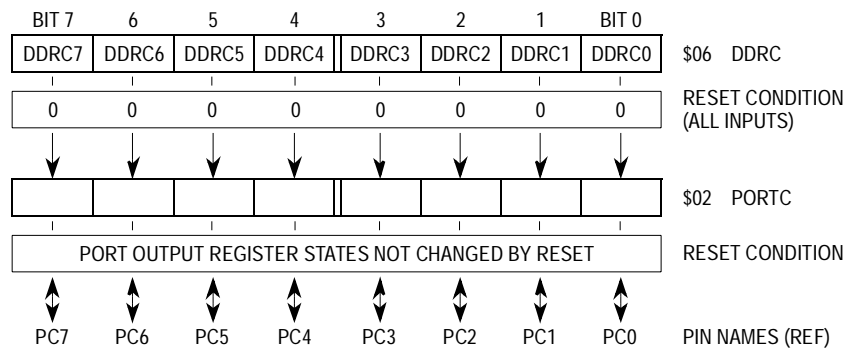 BIT 7 6 5 4 3 2 1 BIT 0
DDRC7 DDRC6 DDRC5 DDRC4 DDRC3 DDRC2 DDRC1 DDRC0 $06 DDRC
0 0 0 0 0 0 0 0 RESET CONDITION
(ALL INPUTS)
$02 PORTC
PORT OUTPUT REGISTER STATES NOT CHANGED BY RESET RESET CONDITION
PC7 PC6 PC5 PC4 PC3 PC2 PC1 PC0 PIN NAMES (REF)